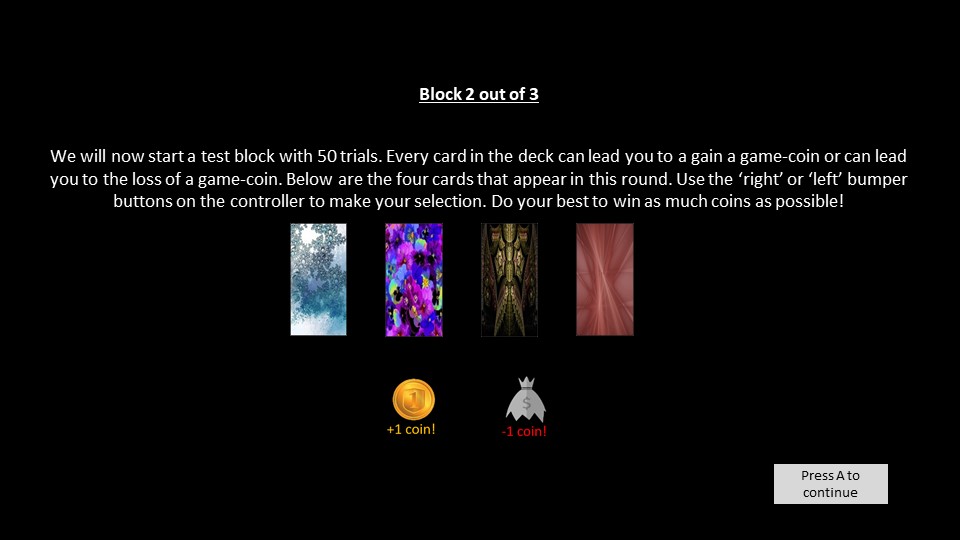 Block 2 out of 3
We will now start a test block with 50 trials. Every card in the deck can lead you to a gain a game-coin or can lead
you to the loss of a game-coin. Below are the four cards that appear in this round. Use the ‘right’ or ‘left’ bumper
buttons on the controller to make your selection. Do your best to win as much coins as possible!
1
$
+1 coin!
-1 coin!
Press A to
continue